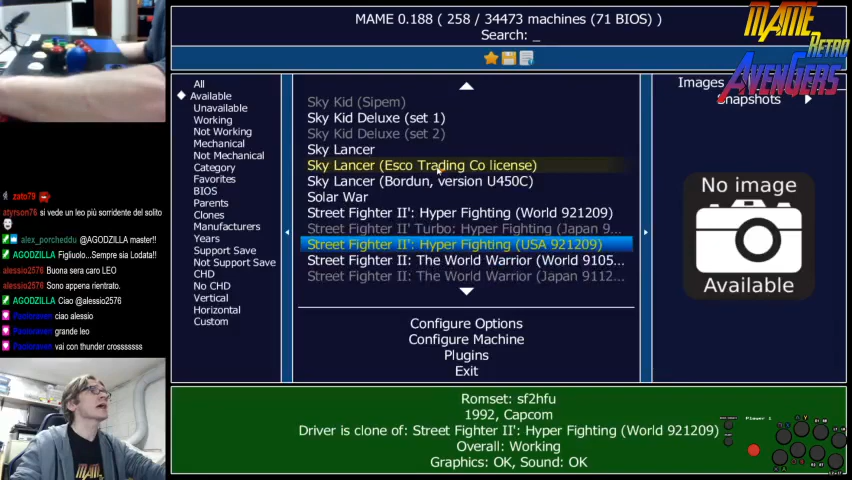 MAME 0.188 ( 258 / 34473 machines (71 BIOS) )
Search: _
MAME
RETRO
AVENGERS
All
Available
Unavailable
Working
Not Working
Mechanical
Not Mechanical
Category
Favorites
BIOS
Parents
Clones
Manufacturers
Years
Support Save
Not Support Save
CHD
No CHD
Vertical
Horizontal
Custom
Sky Kid (Sipem)
Sky Kid Deluxe (set 1)
Sky Kid Deluxe (set 2)
Sky Lancer
Sky Lancer (Esco Trading Co license)
Sky Lancer (Bordun, version U450C)
Solar War
Street Fighter II': Hyper Fighting (World 921209)
Street Fighter II' Turbo: Hyper Fighting (Japan 9...
Street Fighter II': Hyper Fighting (USA 921209)
Street Fighter II: The World Warrior (World 9105...
Street Fighter II: The World Warrior (Japan 9112...
Configure Options
Configure Machine
Plugins
Exit
Images
Snapshots
No image
Available
zato79
atyrson76 si vede un leo più sorridente del solito
alex_porcheddu @AGODZILLA master!!
AGODZILLA Figliuolo...Sempre sia Lodata!!
alessio2576 Buona sera caro LEO
alessio2576 Sono appena rientrato.
AGODZILLA Ciao @alessio2576
ciao alessio
grande leo
vai con thunder crosssssss
Romset: sf2hfu
1992, Capcom
Driver is clone of: Street Fighter II': Hyper Fighting (World 921209)
Overall: Working
Graphics: OK, Sound: OK
Player 1